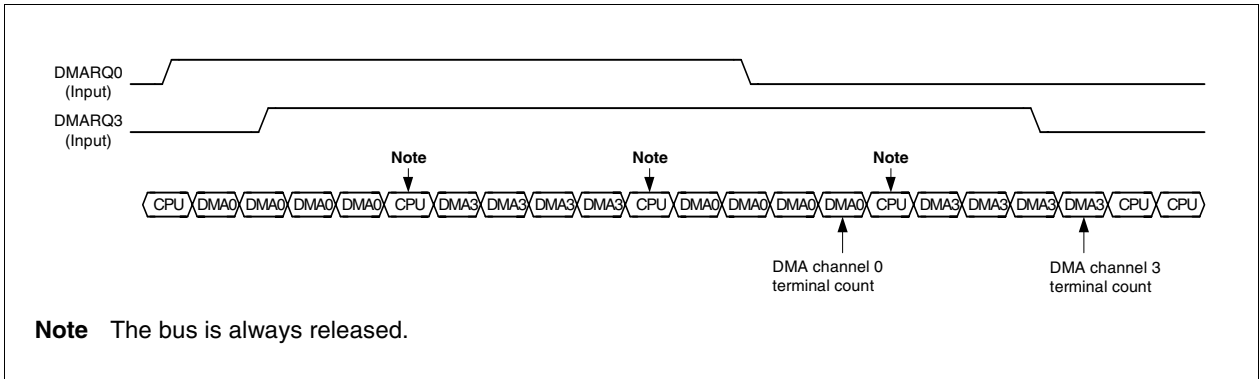 DMARQ0
(Input)
DMARQ3
(Input)
Note Note Note
CPU DMA0 DMA0 DMA0 DMA0 CPU DMA3 DMA3 DMA3 DMA3 CPU DMA0 DMA0 DMA0 DMA0 CPU DMA3 DMA3 DMA3 DMA3 CPU CPU
DMA channel 0
terminal count
DMA channel 3
terminal count
Note The bus is always released.